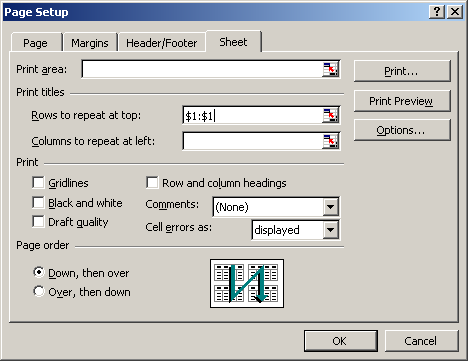 Page Setup
Page Margins Header/Footer Sheet
Print area:
Print...
Print titles
Print Preview
Rows to repeat at top: $1:$1
Columns to repeat at left:
Options...
Print
Gridlines
Row and column headings
Black and white
Comments: (None)
Draft quality
Cell errors as: displayed
Page order
Down, then over
Over, then down
OK Cancel